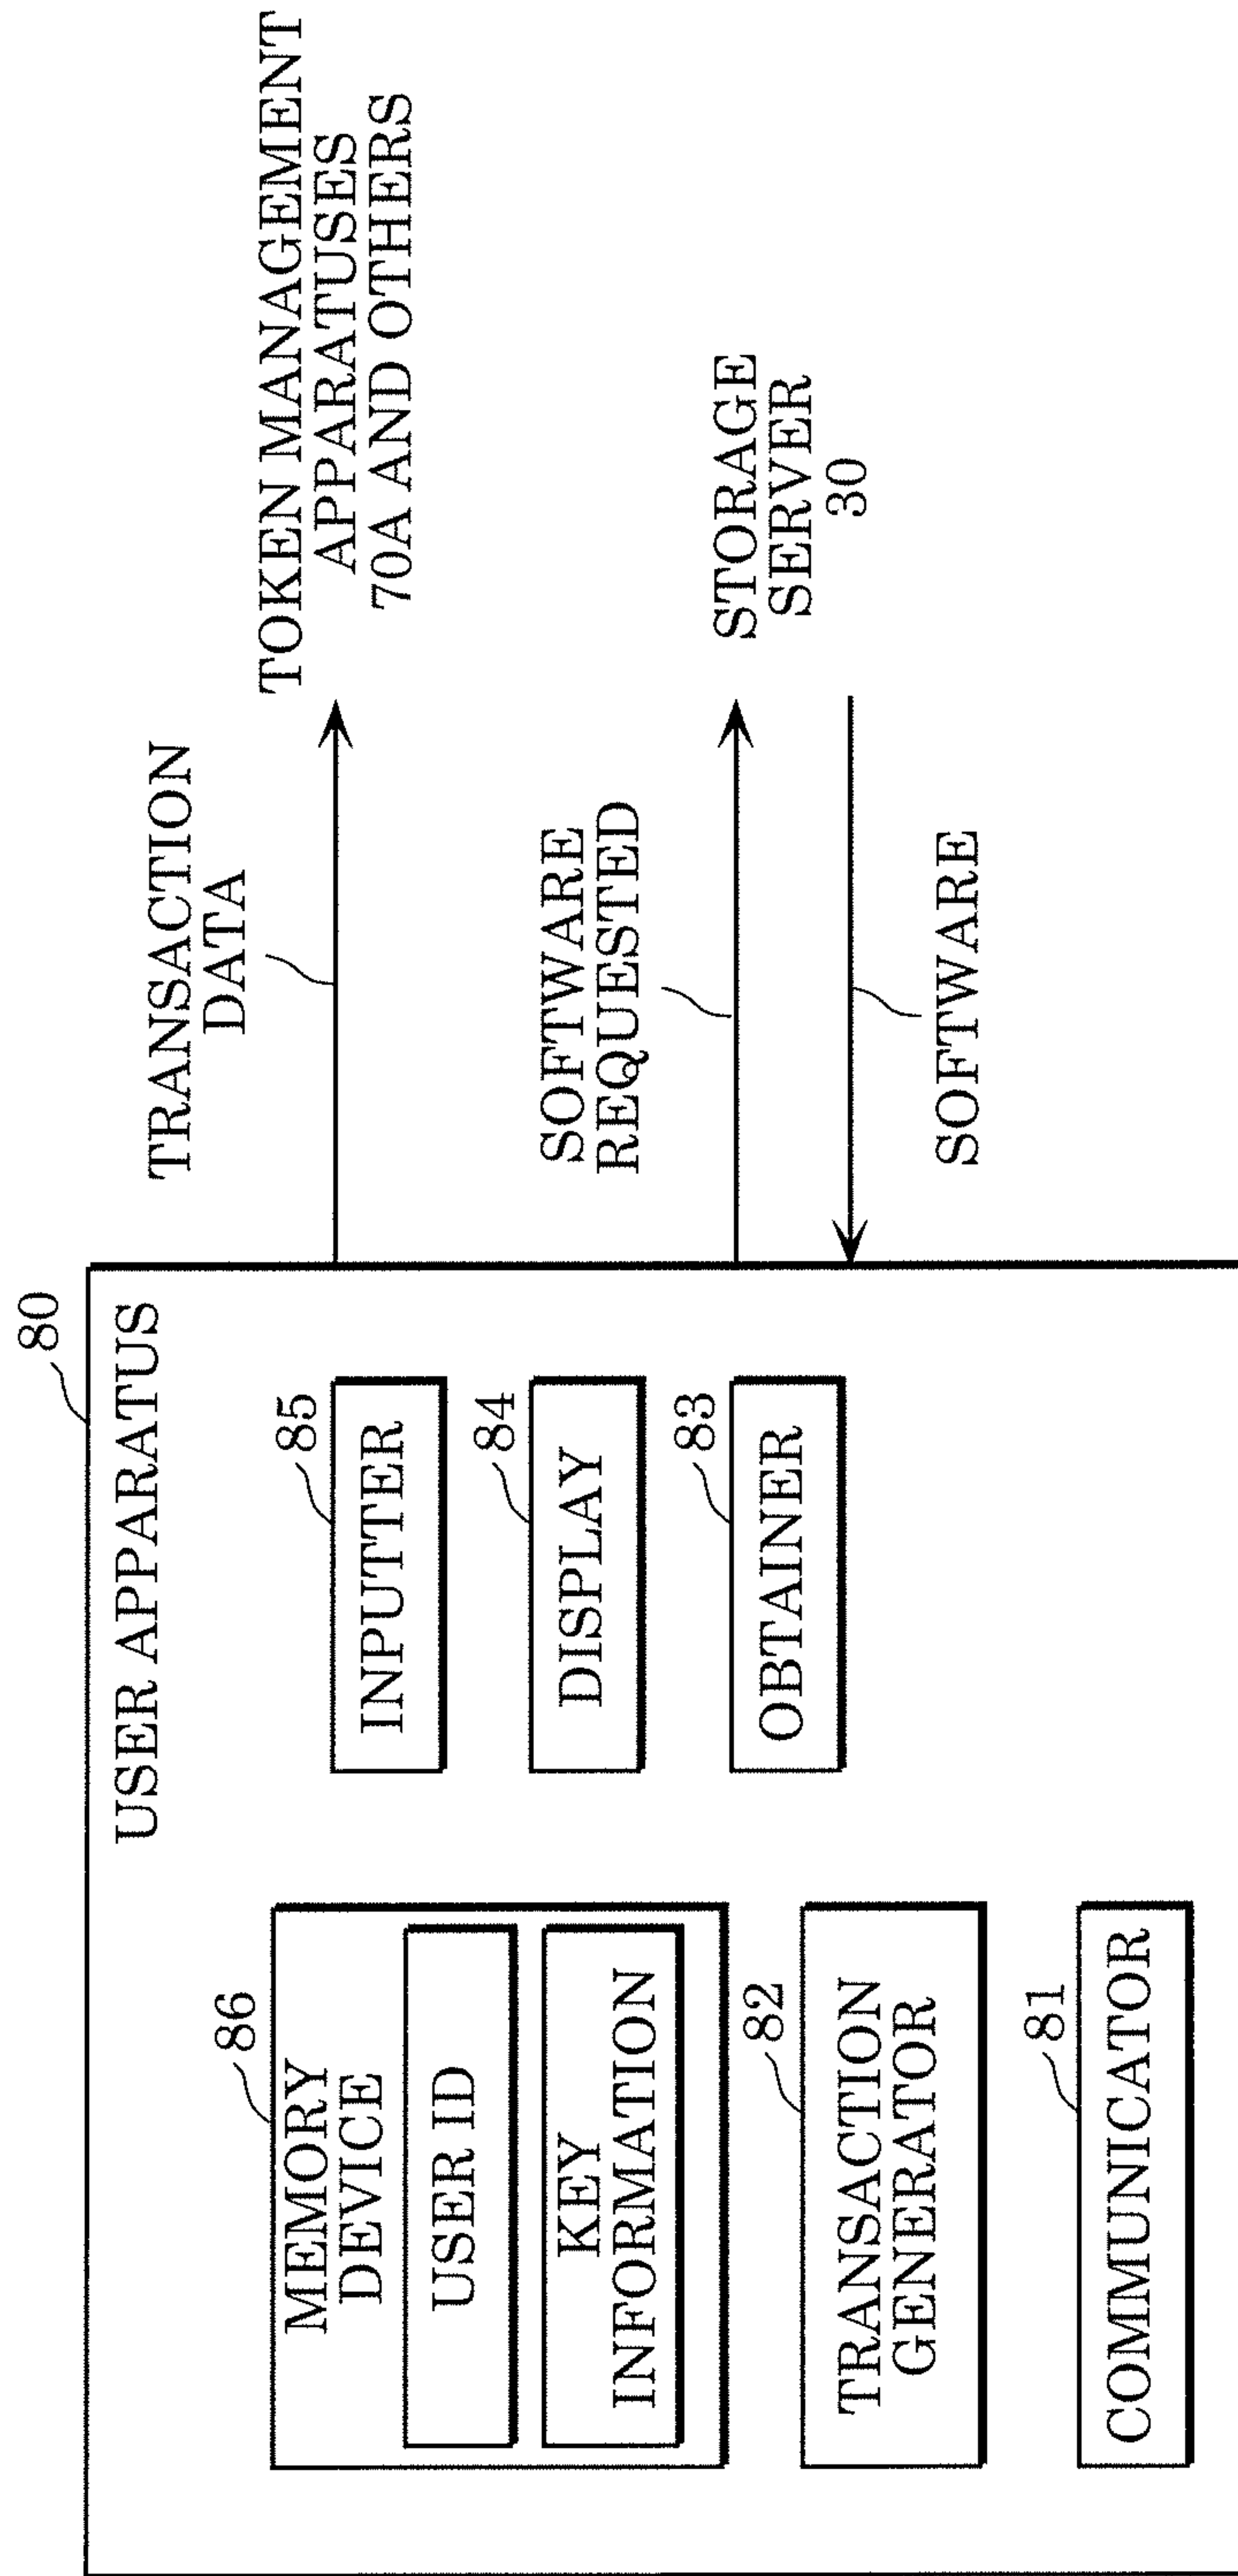 80
USER APPARATUS
86
MEMORY
DEVICE
USER ID
KEY
INFORMATION
82
TRANSACTION
GENERATOR
81
COMMUNICATOR
85
INPUTTER
84
DISPLAY
83
OBTAINER
TRANSACTION
DATA
TOKEN MANAGEMENT
APPARATUSES
70A AND OTHERS
SOFTWARE
REQUESTED
STORAGE
SERVER
30
SOFTWARE